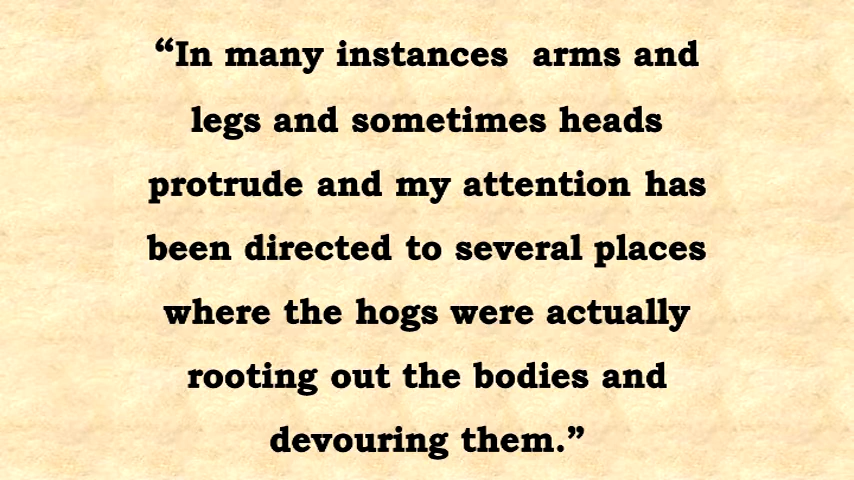 “In many instances  arms and
legs and sometimes heads
protrude and my attention has
been directed to several places
where the hogs were actually
rooting out the bodies and
devouring them.”